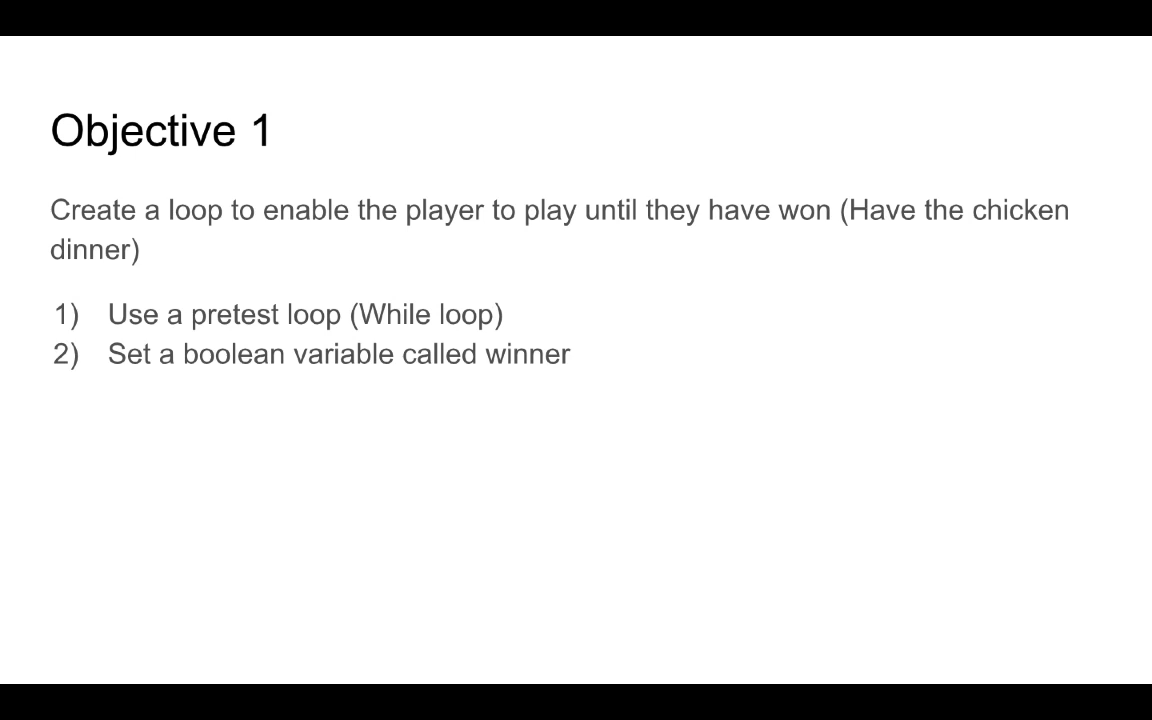 Objective 1
Create a loop to enable the player to play until they have won (Have the chicken
dinner)
1) Use a pretest loop (While loop)
2) Set a boolean variable called winner